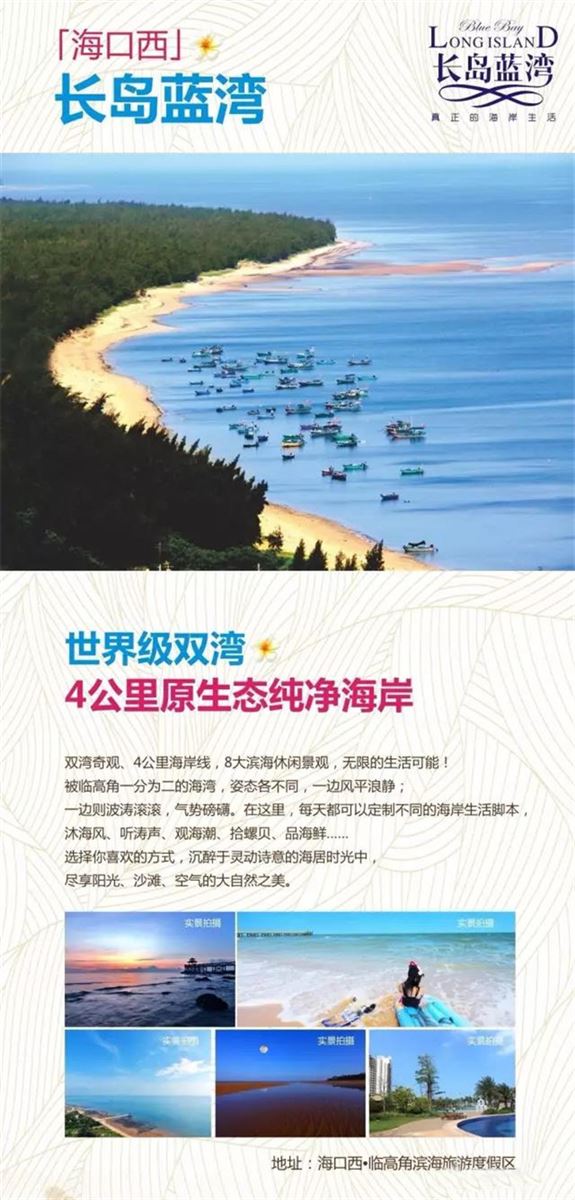 「海口西」
长岛蓝湾
Blue Bay
LONG ISLAND
长岛蓝湾
真正的海岸生活
世界级双湾
4公里原生态纯净海岸
双湾奇观、4公里海岸线，8大滨海休闲景观，无限的生活可能！
被临高角一分为二的海湾，姿态各不同，一边风平浪静；
一边则波涛滚滚，气势磅礴。在这里，每天都可以定制不同的海岸生活脚本，
沐海风、听涛声、观海潮、拾螺贝、品海鲜……
选择你喜欢的方式，沉醉于灵动诗意的海居时光中，
尽享阳光、沙滩、空气的大自然之美。
实景拍摄
实景拍摄
实景拍摄
实景拍摄
实景拍摄
地址：海口西•临高角滨海旅游度假区